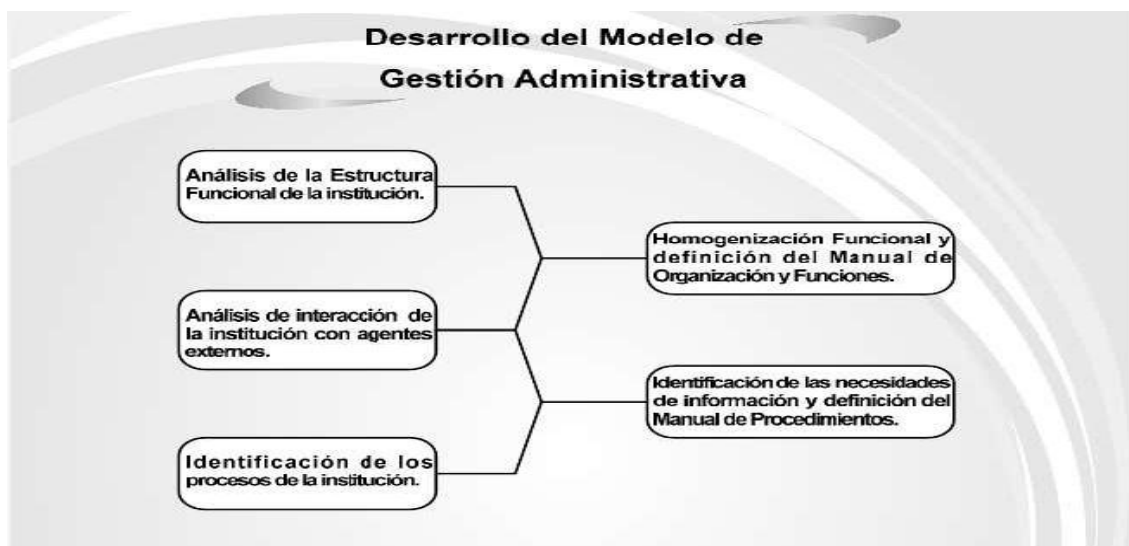 Desarrollo del Modelo de
Gestión Administrativa
Análisis de la Estructura
Funcional de la institución.
Análisis de interacción de
la institución con agentes
externos.
Identificación de los
procesos de la institución.
Homogenización Funcional y
definición del Manual de
Organización y Funciones.
Identificación de las necesidades
de información y definición del
Manual de Procedimientos.